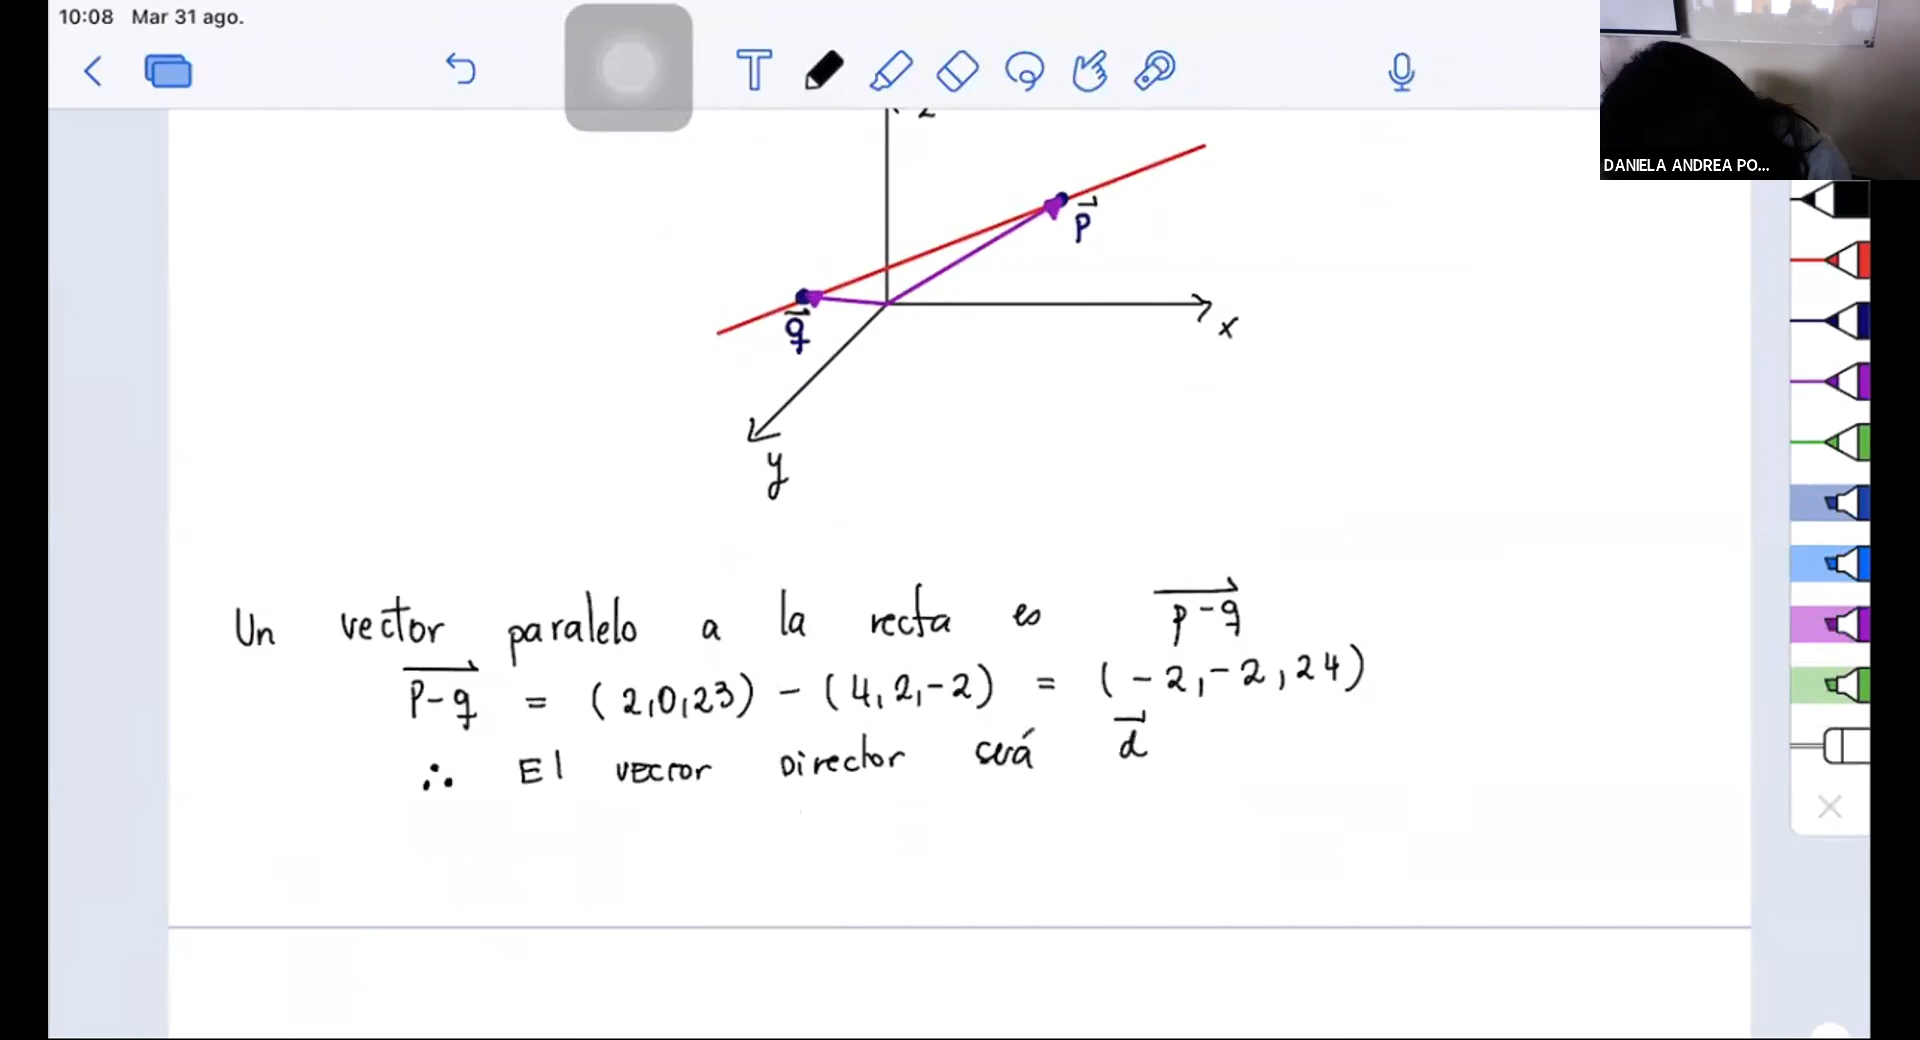 10:08 Mar 31 ago.
T
DANIELA ANDREA PO...
z
p
q
x
y
Un vector paralelo a la recta es p-q
p-q = (2,0,23) - (4,2,-2) = (-2,-2,24)
∴ El vector Director será d